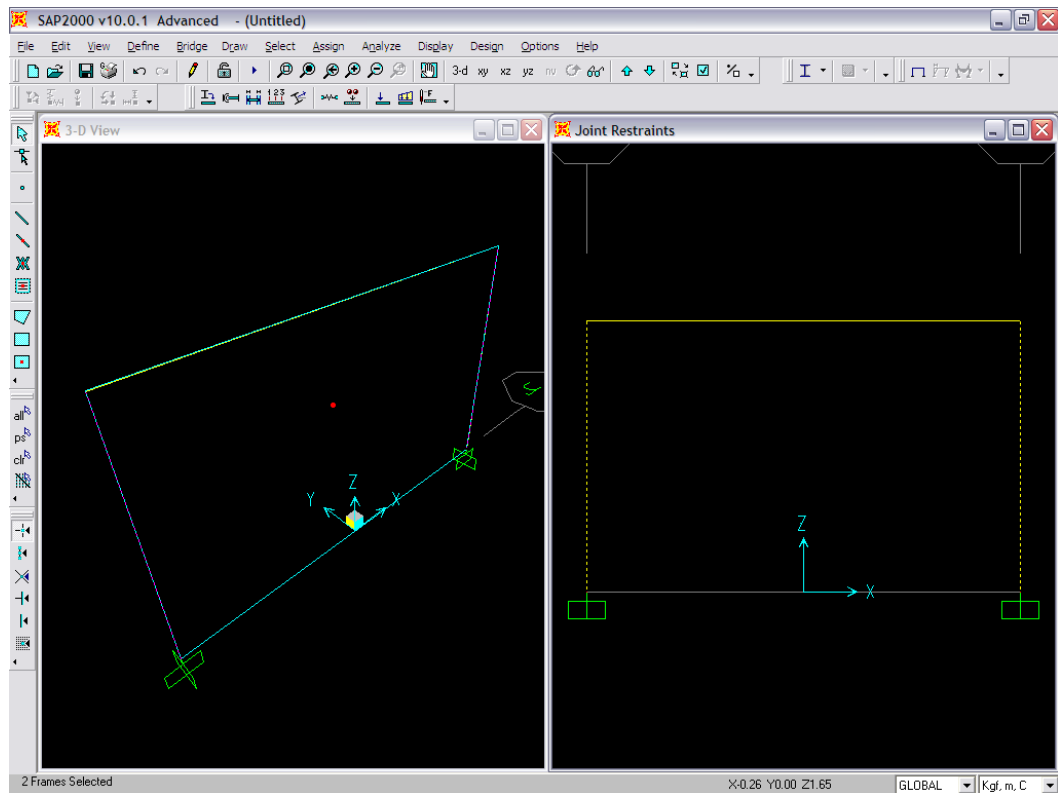 SAP2000 v10.0.1 Advanced - (Untitled)
File Edit View Define Bridge Draw Select Assign Analyze Display Design Options Help
3-d xy xz yz nv
3-D View
Joint Restraints
all
ps
clr
Y
Z
X
Z
X
2 Frames Selected
X-0.26 Y0.00 Z1.65
GLOBAL
Kgf, m, C